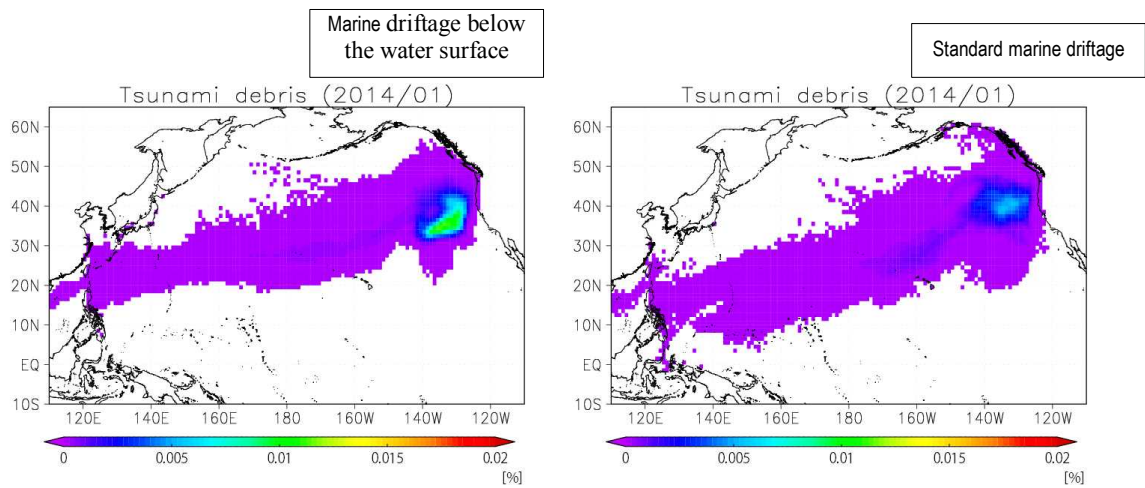 Marine driftage below
the water surface
Standard marine driftage
Tsunami debris (2014/01)
60N
50N
40N
30N
20N
10N
EQ
10S
120E 140E 160E 180 160W 140W 120W
0 0.005 0.01 0.015 0.02
[%]
Tsunami debris (2014/01)
60N
50N
40N
30N
20N
10N
EQ
10S
120E 140E 160E 180 160W 140W 120W
0 0.005 0.01 0.015 0.02
[%]